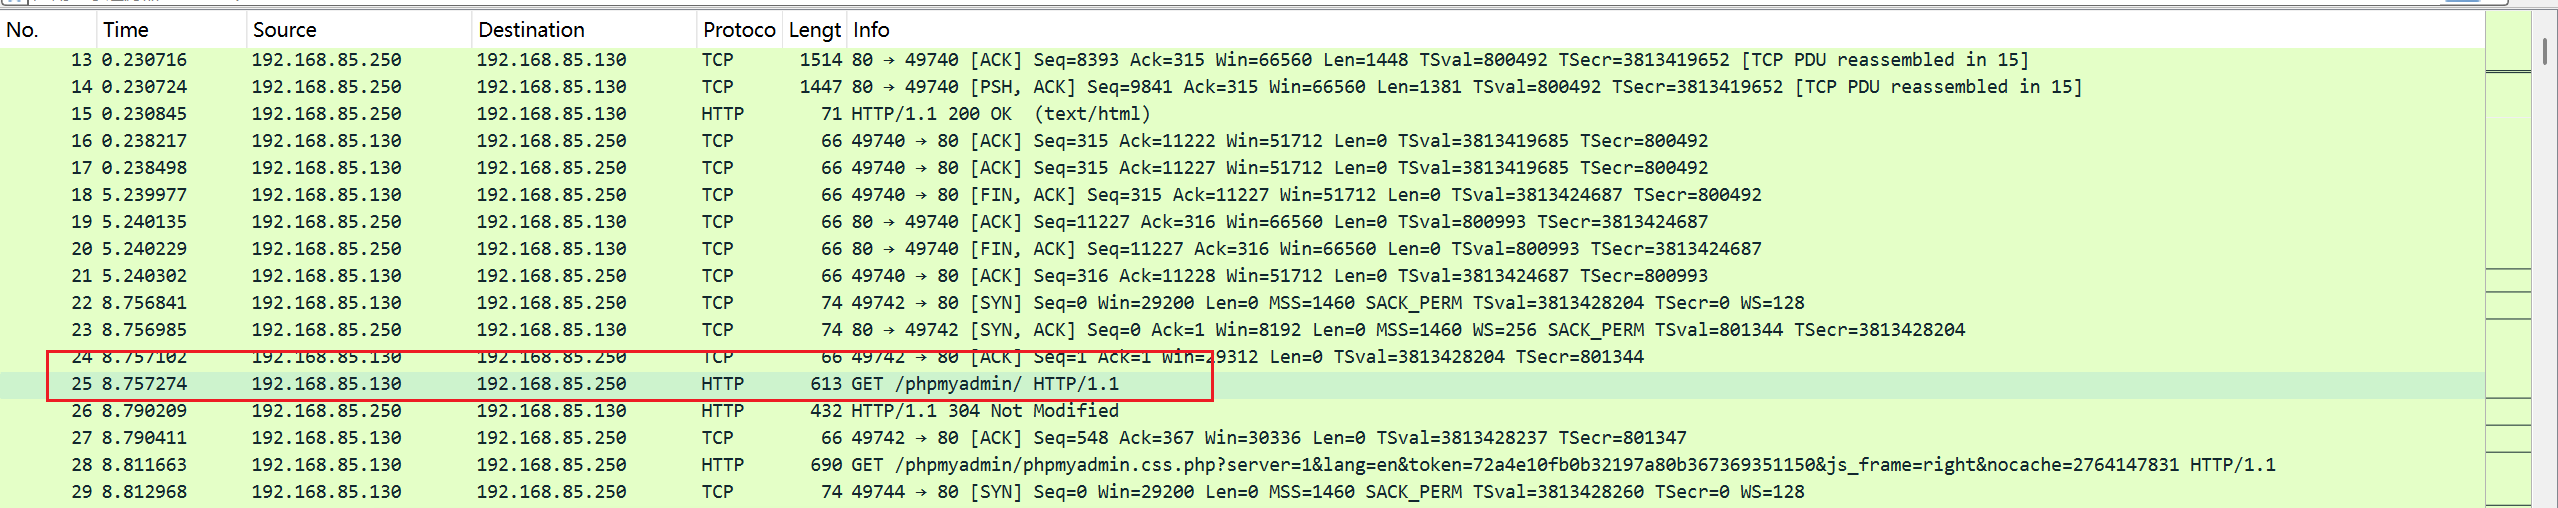 No. Time Source Destination Protoco Lengt Info
13 0.230716 192.168.85.250 192.168.85.130 TCP 1514 80 → 49740 [ACK] Seq=8393 Ack=315 Win=66560 Len=1448 TSval=800492 TSecr=3813419652 [TCP PDU reassembled in 15]
14 0.230724 192.168.85.250 192.168.85.130 TCP 1447 80 → 49740 [PSH, ACK] Seq=9841 Ack=315 Win=66560 Len=1381 TSval=800492 TSecr=3813419652 [TCP PDU reassembled in 15]
15 0.230845 192.168.85.250 192.168.85.130 HTTP 71 HTTP/1.1 200 OK (text/html)
16 0.238217 192.168.85.130 192.168.85.250 TCP 66 49740 → 80 [ACK] Seq=315 Ack=11222 Win=51712 Len=0 TSval=3813419685 TSecr=800492
17 0.238498 192.168.85.130 192.168.85.250 TCP 66 49740 → 80 [ACK] Seq=315 Ack=11227 Win=51712 Len=0 TSval=3813419685 TSecr=800492
18 5.239977 192.168.85.130 192.168.85.250 TCP 66 49740 → 80 [FIN, ACK] Seq=315 Ack=11227 Win=51712 Len=0 TSval=3813424687 TSecr=800492
19 5.240135 192.168.85.250 192.168.85.130 TCP 66 80 → 49740 [ACK] Seq=11227 Ack=316 Win=66560 Len=0 TSval=800993 TSecr=3813424687
20 5.240229 192.168.85.250 192.168.85.130 TCP 66 80 → 49740 [FIN, ACK] Seq=11227 Ack=316 Win=66560 Len=0 TSval=800993 TSecr=3813424687
21 5.240302 192.168.85.130 192.168.85.250 TCP 66 49740 → 80 [ACK] Seq=316 Ack=11228 Win=51712 Len=0 TSval=3813424687 TSecr=800993
22 8.756841 192.168.85.130 192.168.85.250 TCP 74 49742 → 80 [SYN] Seq=0 Win=29200 Len=0 MSS=1460 SACK_PERM TSval=3813428204 TSecr=0 WS=128
23 8.756985 192.168.85.250 192.168.85.130 TCP 74 80 → 49742 [SYN, ACK] Seq=0 Ack=1 Win=8192 Len=0 MSS=1460 WS=256 SACK_PERM TSval=801344 TSecr=3813428204
24 8.757102 192.168.85.130 192.168.85.250 TCP 66 49742 → 80 [ACK] Seq=1 Ack=1 Win=29312 Len=0 TSval=3813428204 TSecr=801344
25 8.757274 192.168.85.130 192.168.85.250 HTTP 613 GET /phpmyadmin/ HTTP/1.1
26 8.790209 192.168.85.250 192.168.85.130 HTTP 432 HTTP/1.1 304 Not Modified
27 8.790411 192.168.85.130 192.168.85.250 TCP 66 49742 → 80 [ACK] Seq=548 Ack=367 Win=30336 Len=0 TSval=3813428237 TSecr=801347
28 8.811663 192.168.85.130 192.168.85.250 HTTP 690 GET /phpmyadmin/phpmyadmin.css.php?server=1&lang=en&token=72a4e10fb0b32197a80b367369351150&js_frame=right&nocache=2764147831 HTTP/1.1
29 8.812968 192.168.85.130 192.168.85.250 TCP 74 49744 → 80 [SYN] Seq=0 Win=29200 Len=0 MSS=1460 SACK_PERM TSval=3813428260 TSecr=0 WS=128